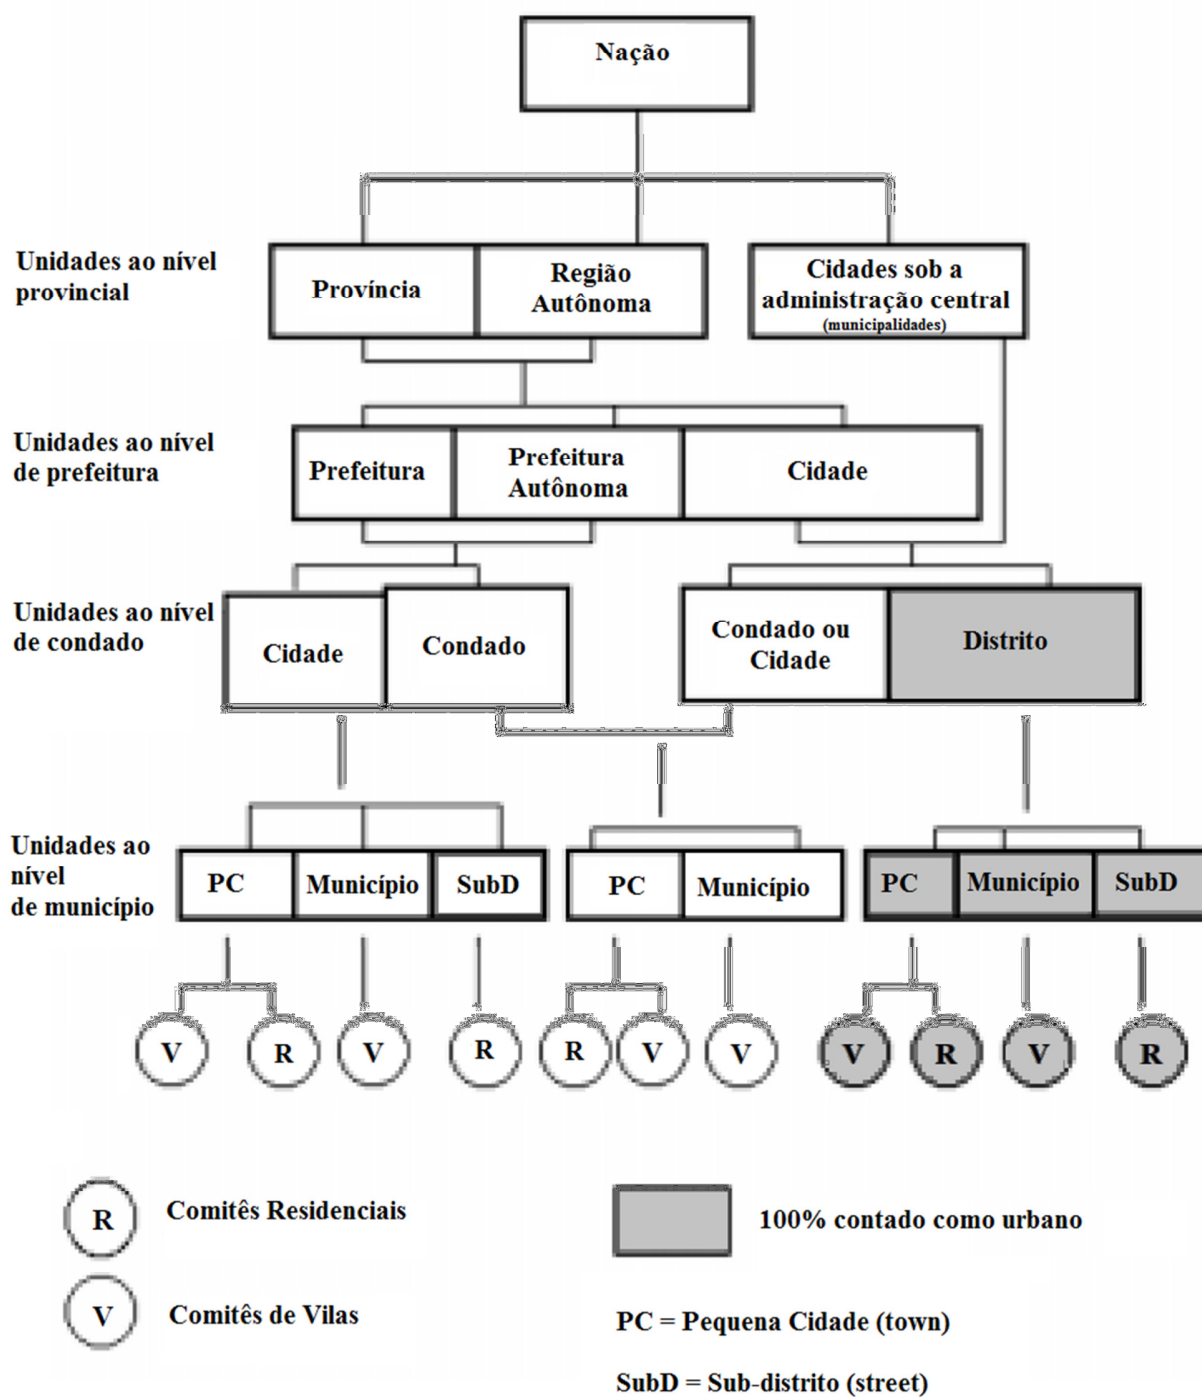 Nação
Unidades ao nível
provincial
Província
Região
Autônoma
Cidades sob a
administração central
(municipalidades)
Unidades ao nível
de prefeitura
Prefeitura
Prefeitura
Autônoma
Cidade
Unidades ao nível
de condado
Cidade
Condado
Condado ou
Cidade
Distrito
Unidades ao
nível
de município
PC
Município
SubD
PC
Município
PC
Município
SubD
V
R
V
R
R
V
V
V
R
V
R
R
Comitês Residenciais
100% contado como urbano
V
Comitês de Vilas
PC = Pequena Cidade (town)
SubD = Sub-distrito (street)